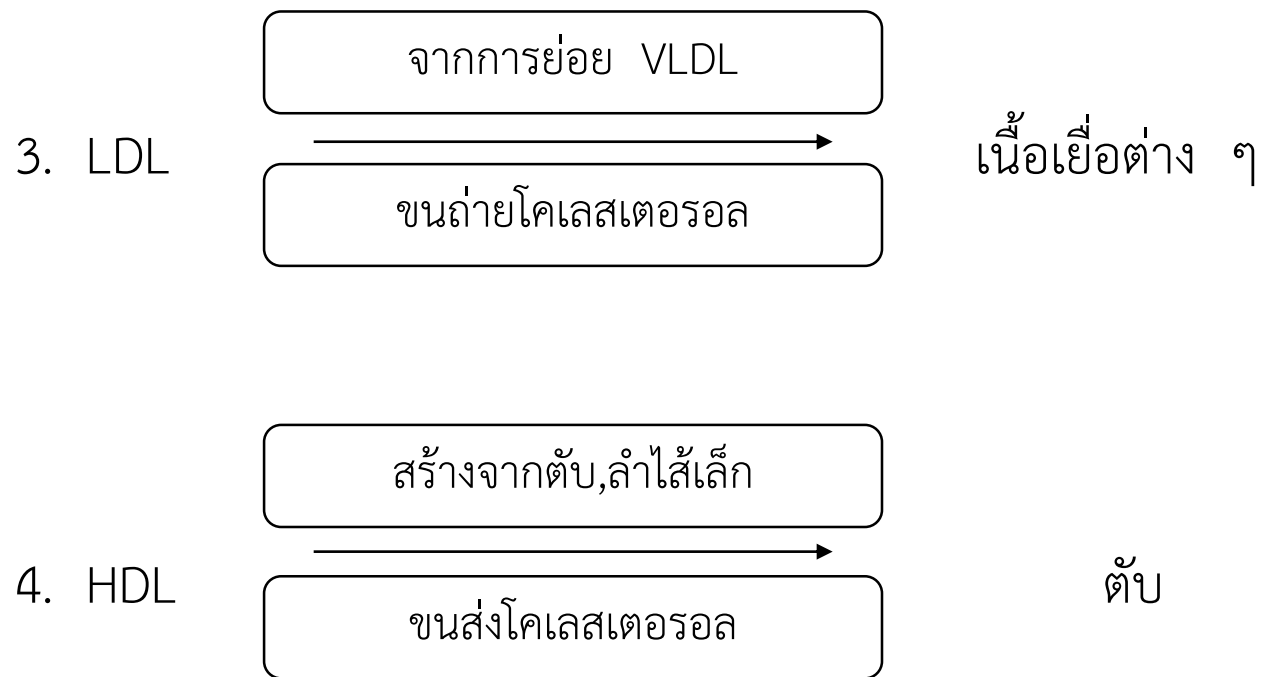 จากการย่อย VLDL
3. LDL
เนื้อเยื่อต่าง ๆ
ขนถ่ายโคเลสเตอรอล
สร้างจากตับ,ลำไส้เล็ก
4. HDL
ตับ
ขนส่งโคเลสเตอรอล